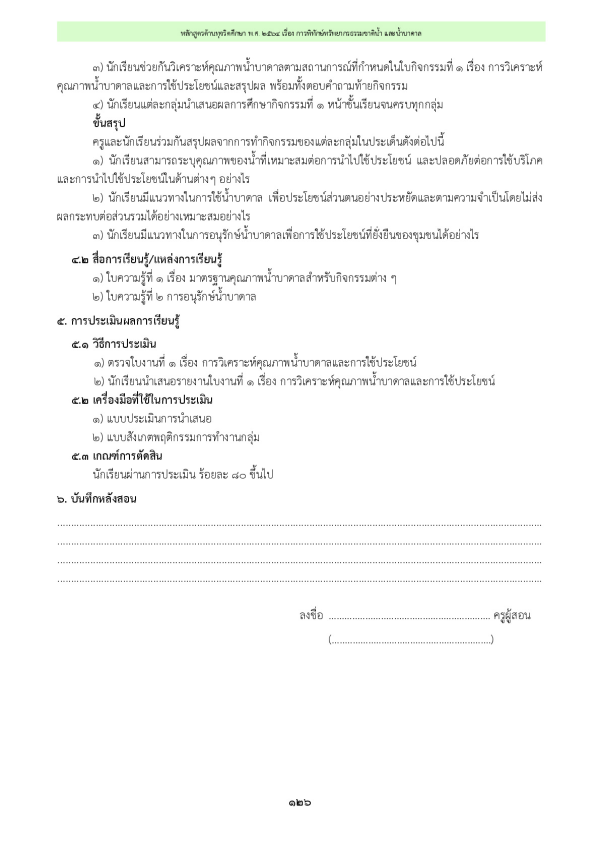 หลักสูตรต้านทุจริตศึกษา พ.ศ. ๒๕๖๔ เรื่อง การพิทักษ์ทรัพยากรธรรมชาติน้ำ และน้ำบาดาล
๓) นักเรียนช่วยกันวิเคราะห์คุณภาพน้ำบาดาลตามสถานการณ์ที่กำหนดในใบกิจกรรมที่ ๑ เรื่อง การวิเคราะห์
คุณภาพน้ำบาดาลและการใช้ประโยชน์และสรุปผล พร้อมทั้งตอบคำถามท้ายกิจกรรม
๔) นักเรียนแต่ละกลุ่มนำเสนอผลการศึกษากิจกรรมที่ ๑ หน้าชั้นเรียนจนครบทุกกลุ่ม
ขั้นสรุป
ครูและนักเรียนร่วมกันสรุปผลจากการทำกิจกรรมของแต่ละกลุ่มในประเด็นดังต่อไปนี้
๑) นักเรียนสามารถระบุคุณภาพของน้ำที่เหมาะสมต่อการนำไปใช้ประโยชน์ และปลอดภัยต่อการใช้บริโภค
และการนำไปใช้ประโยชน์ในด้านต่างๆ อย่างไร
๒) นักเรียนมีแนวทางในการใช้น้ำบาดาล เพื่อประโยชน์ส่วนตนอย่างประหยัดและตามความจำเป็นโดยไม่ส่ง
ผลกระทบต่อส่วนรวมได้อย่างเหมาะสมอย่างไร
๓) นักเรียนมีแนวทางในการอนุรักษ์น้ำบาดาลเพื่อการใช้ประโยชน์ที่ยั่งยืนของชุมชนได้อย่างไร
๔.๒ สื่อการเรียนรู้/แหล่งการเรียนรู้
๑) ใบความรู้ที่ ๑ เรื่อง มาตรฐานคุณภาพน้ำบาดาลสำหรับกิจกรรมต่าง ๆ
๒) ใบความรู้ที่ ๒ การอนุรักษ์น้ำบาดาล
๕. การประเมินผลการเรียนรู้
๕.๑ วิธีการประเมิน
๑) ตรวจใบงานที่ ๑ เรื่อง การวิเคราะห์คุณภาพน้ำบาดาลและการใช้ประโยชน์
๒) นักเรียนนำเสนอรายงานใบงานที่ ๑ เรื่อง การวิเคราะห์คุณภาพน้ำบาดาลและการใช้ประโยชน์
๕.๒ เครื่องมือที่ใช้ในการประเมิน
๑) แบบประเมินการนำเสนอ
๒) แบบสังเกตพฤติกรรมการทำงานกลุ่ม
๕.๓ เกณฑ์การตัดสิน
นักเรียนผ่านการประเมิน ร้อยละ ๘๐ ขึ้นไป
๖. บันทึกหลังสอน
................................................................................
................................................................................
................................................................................
................................................................................
ลงชื่อ .............................................................. ครูผู้สอน
(.............................................................)
๑๒๖